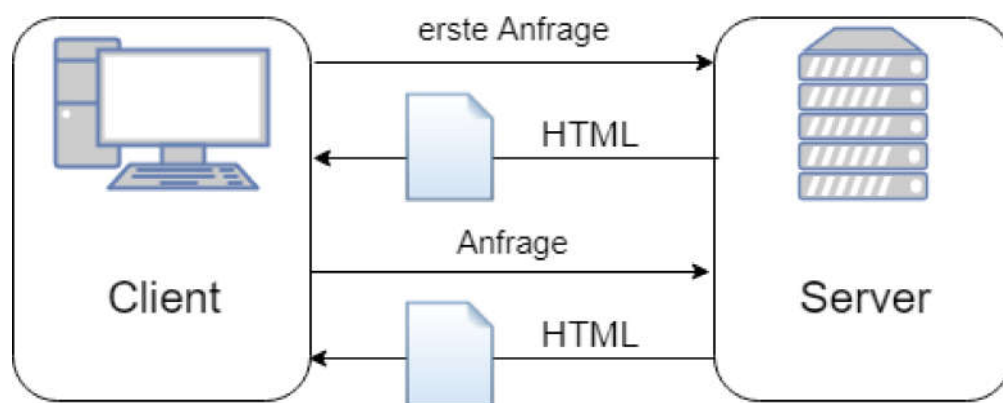 erste Anfrage
HTML
Anfrage
Client
Server
HTML